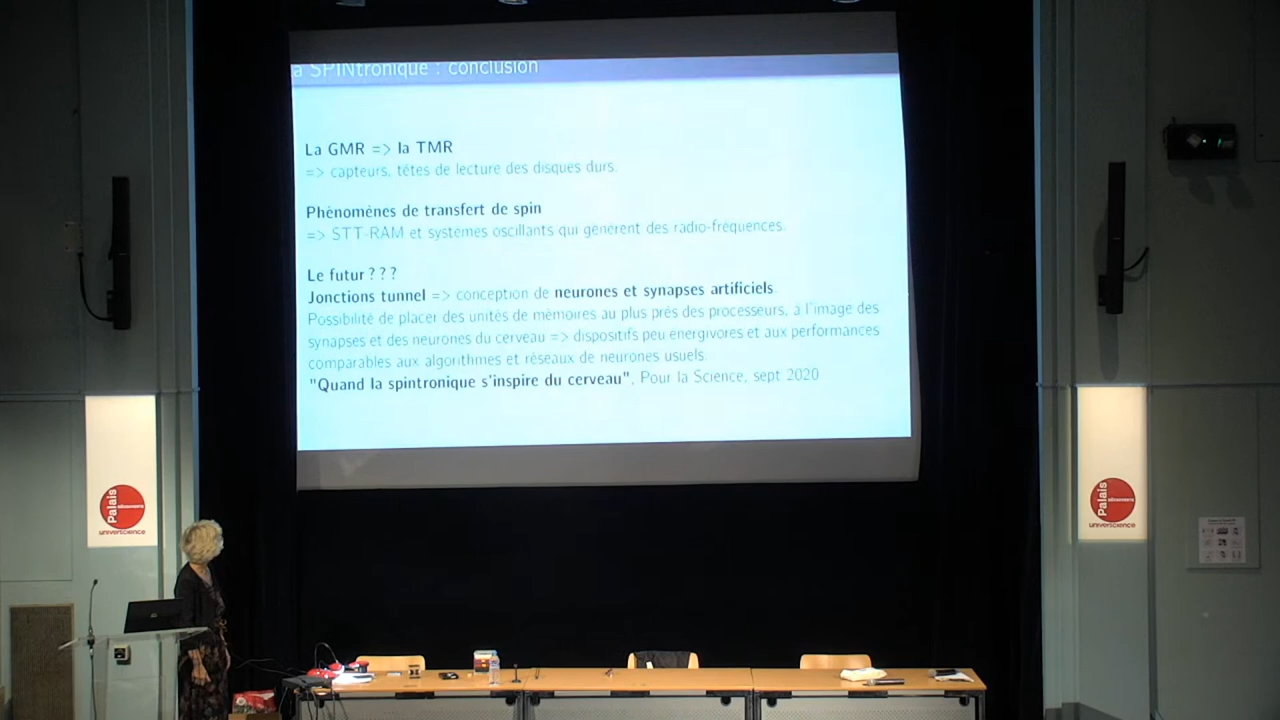 a SPINtronique : conclusion
La GMR => la TMR
=> capteurs, têtes de lecture des disques durs.
Phénomènes de transfert de spin
=> STT-RAM et systèmes oscillants qui génèrent des radio-fréquences.
Le futur ? ? ?
Jonctions tunnel => conception de neurones et synapses artificiels
Possibilité de placer des unités de mémoires au plus près des processeurs, à l'image des
synapses et des neurones du cerveau => dispositifs peu énergivores et aux performances
comparables aux algorithmes et réseaux de neurones usuels.
"Quand la spintronique s'inspire du cerveau", Pour la Science, sept 2020
Palais
découverte
universcience
Palais
découverte
universcience